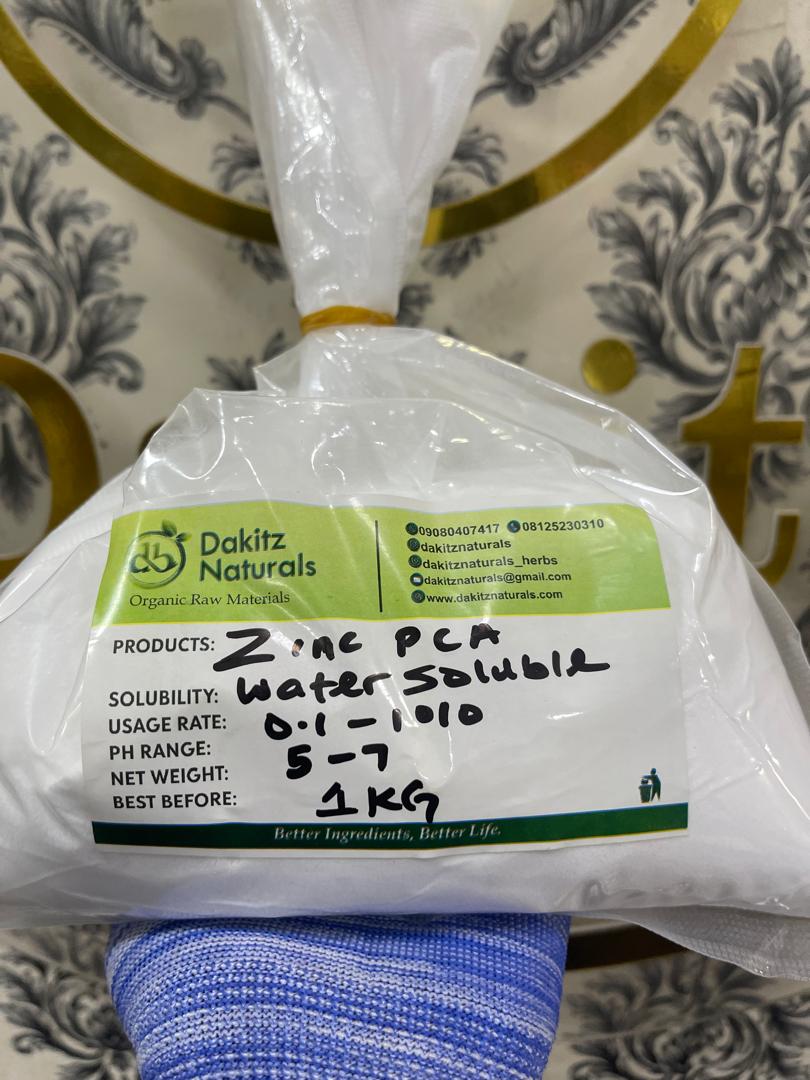 Dakitz
Naturals
Organic Raw Materials
09080407417 08125230310
dakitznaturals
dakitznaturals_herbs
dakitznaturals@gmail.com
www.dakitznaturals.com
PRODUCTS: Zinc PCA
SOLUBILITY: Water Soluble
USAGE RATE: 0.1 - 1%
PH RANGE: 5-7
NET WEIGHT: 1KG
BEST BEFORE:
Better Ingredients, Better Life.